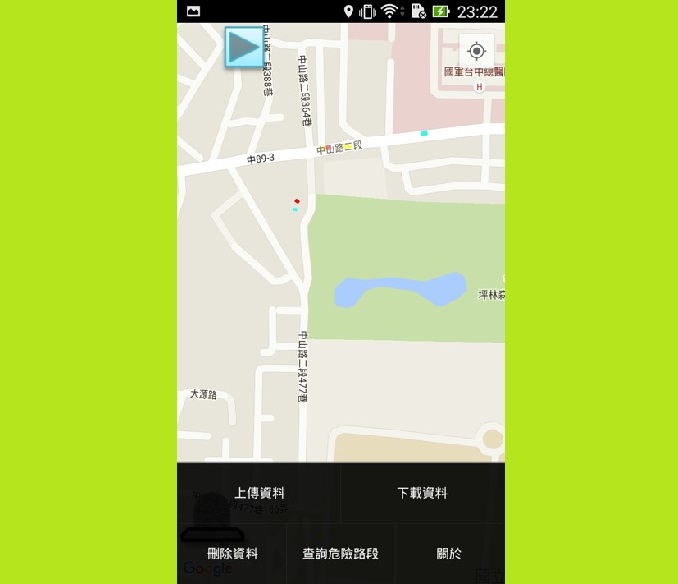 23:22
中山路二段388巷
中山路二段364巷
國軍台中總醫
H
中山路二段
中89-3
坪林森
中山路二段477巷
大源路
上傳資料
下載資料
刪除資料
查詢危險路段
關於
Google